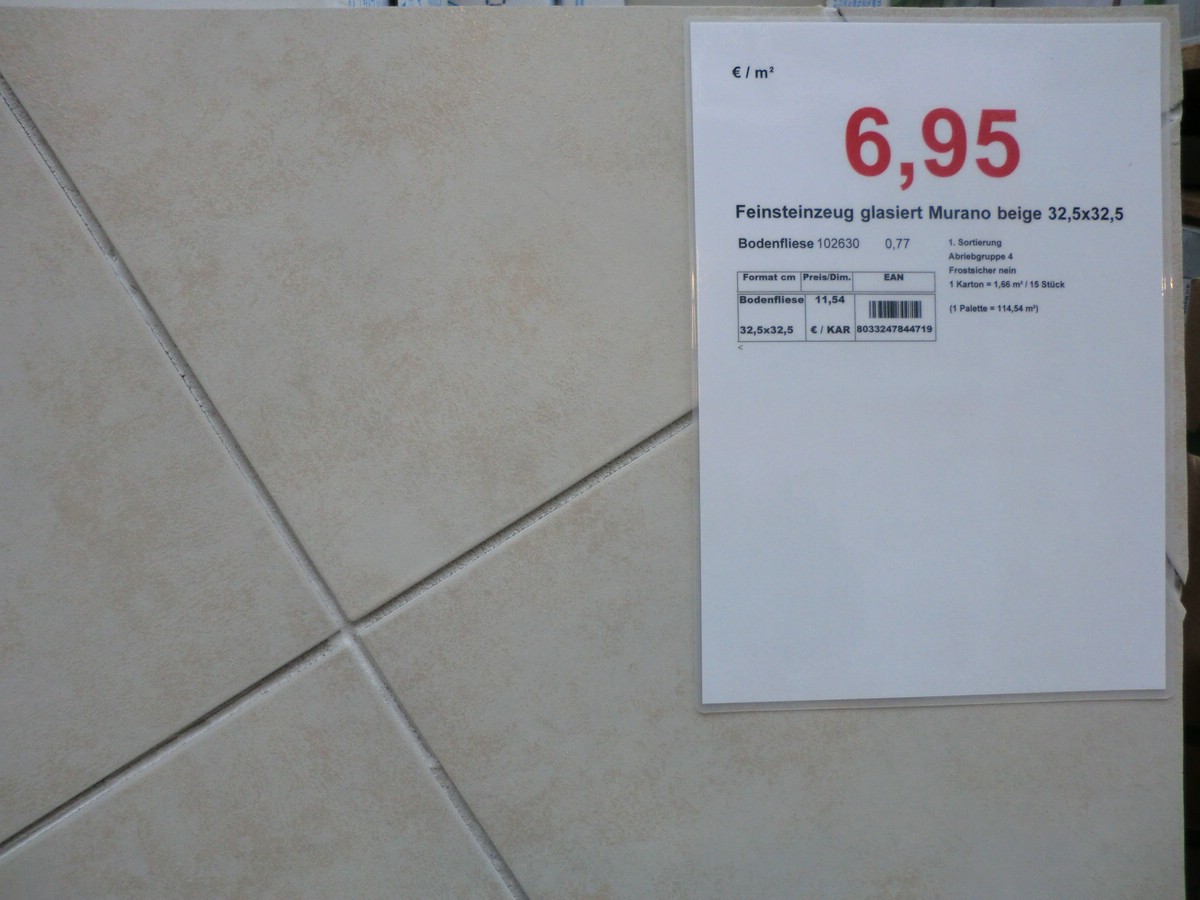 € / m²
6,95
Feinsteinzeug glasiert Murano beige 32,5x32,5
Bodenfliese 102630 0,77
1. Sortierung
Abriebgruppe 4
Frostsicher nein
1 Karton = 1,66 m² / 15 Stück
(1 Palette = 114,54 m²)
Format cm Preis/Dim. EAN
Bodenfliese 11,54
32,5x32,5 € / KAR 8033247844719
<